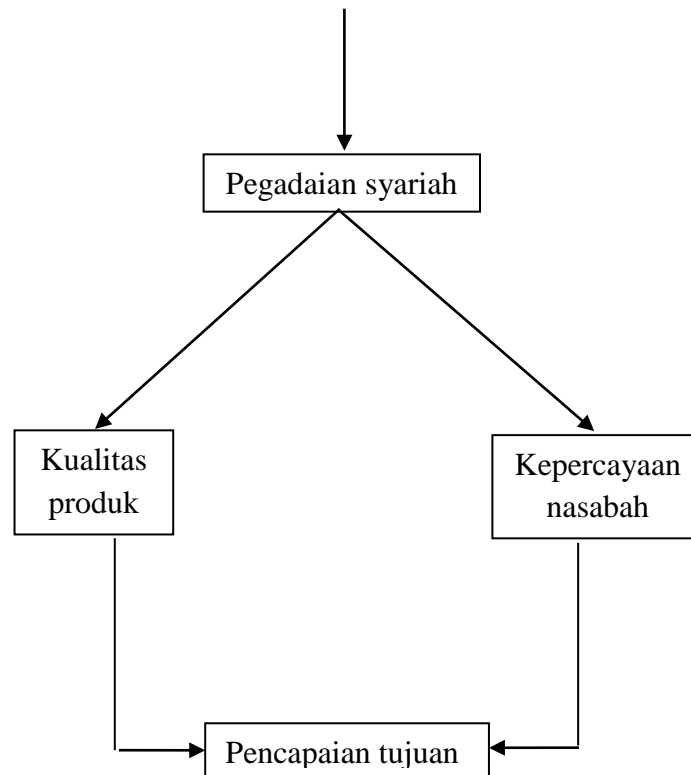 Pegadaian syariah
Kualitas
produk
Kepercayaan
nasabah
Pencapaian tujuan